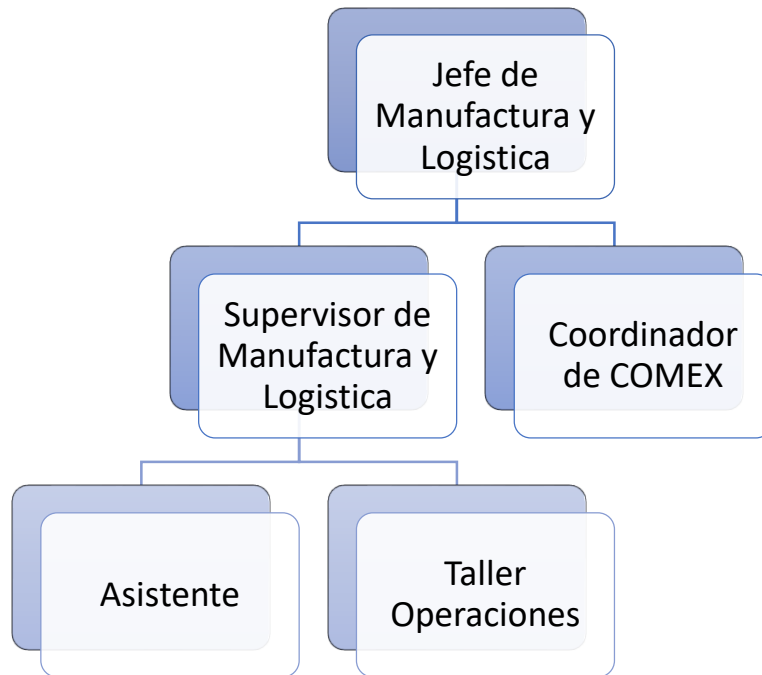 Jefe de
Manufactura y
Logistica
Supervisor de
Manufactura y
Logistica
Coordinador
de COMEX
Asistente
Taller
Operaciones